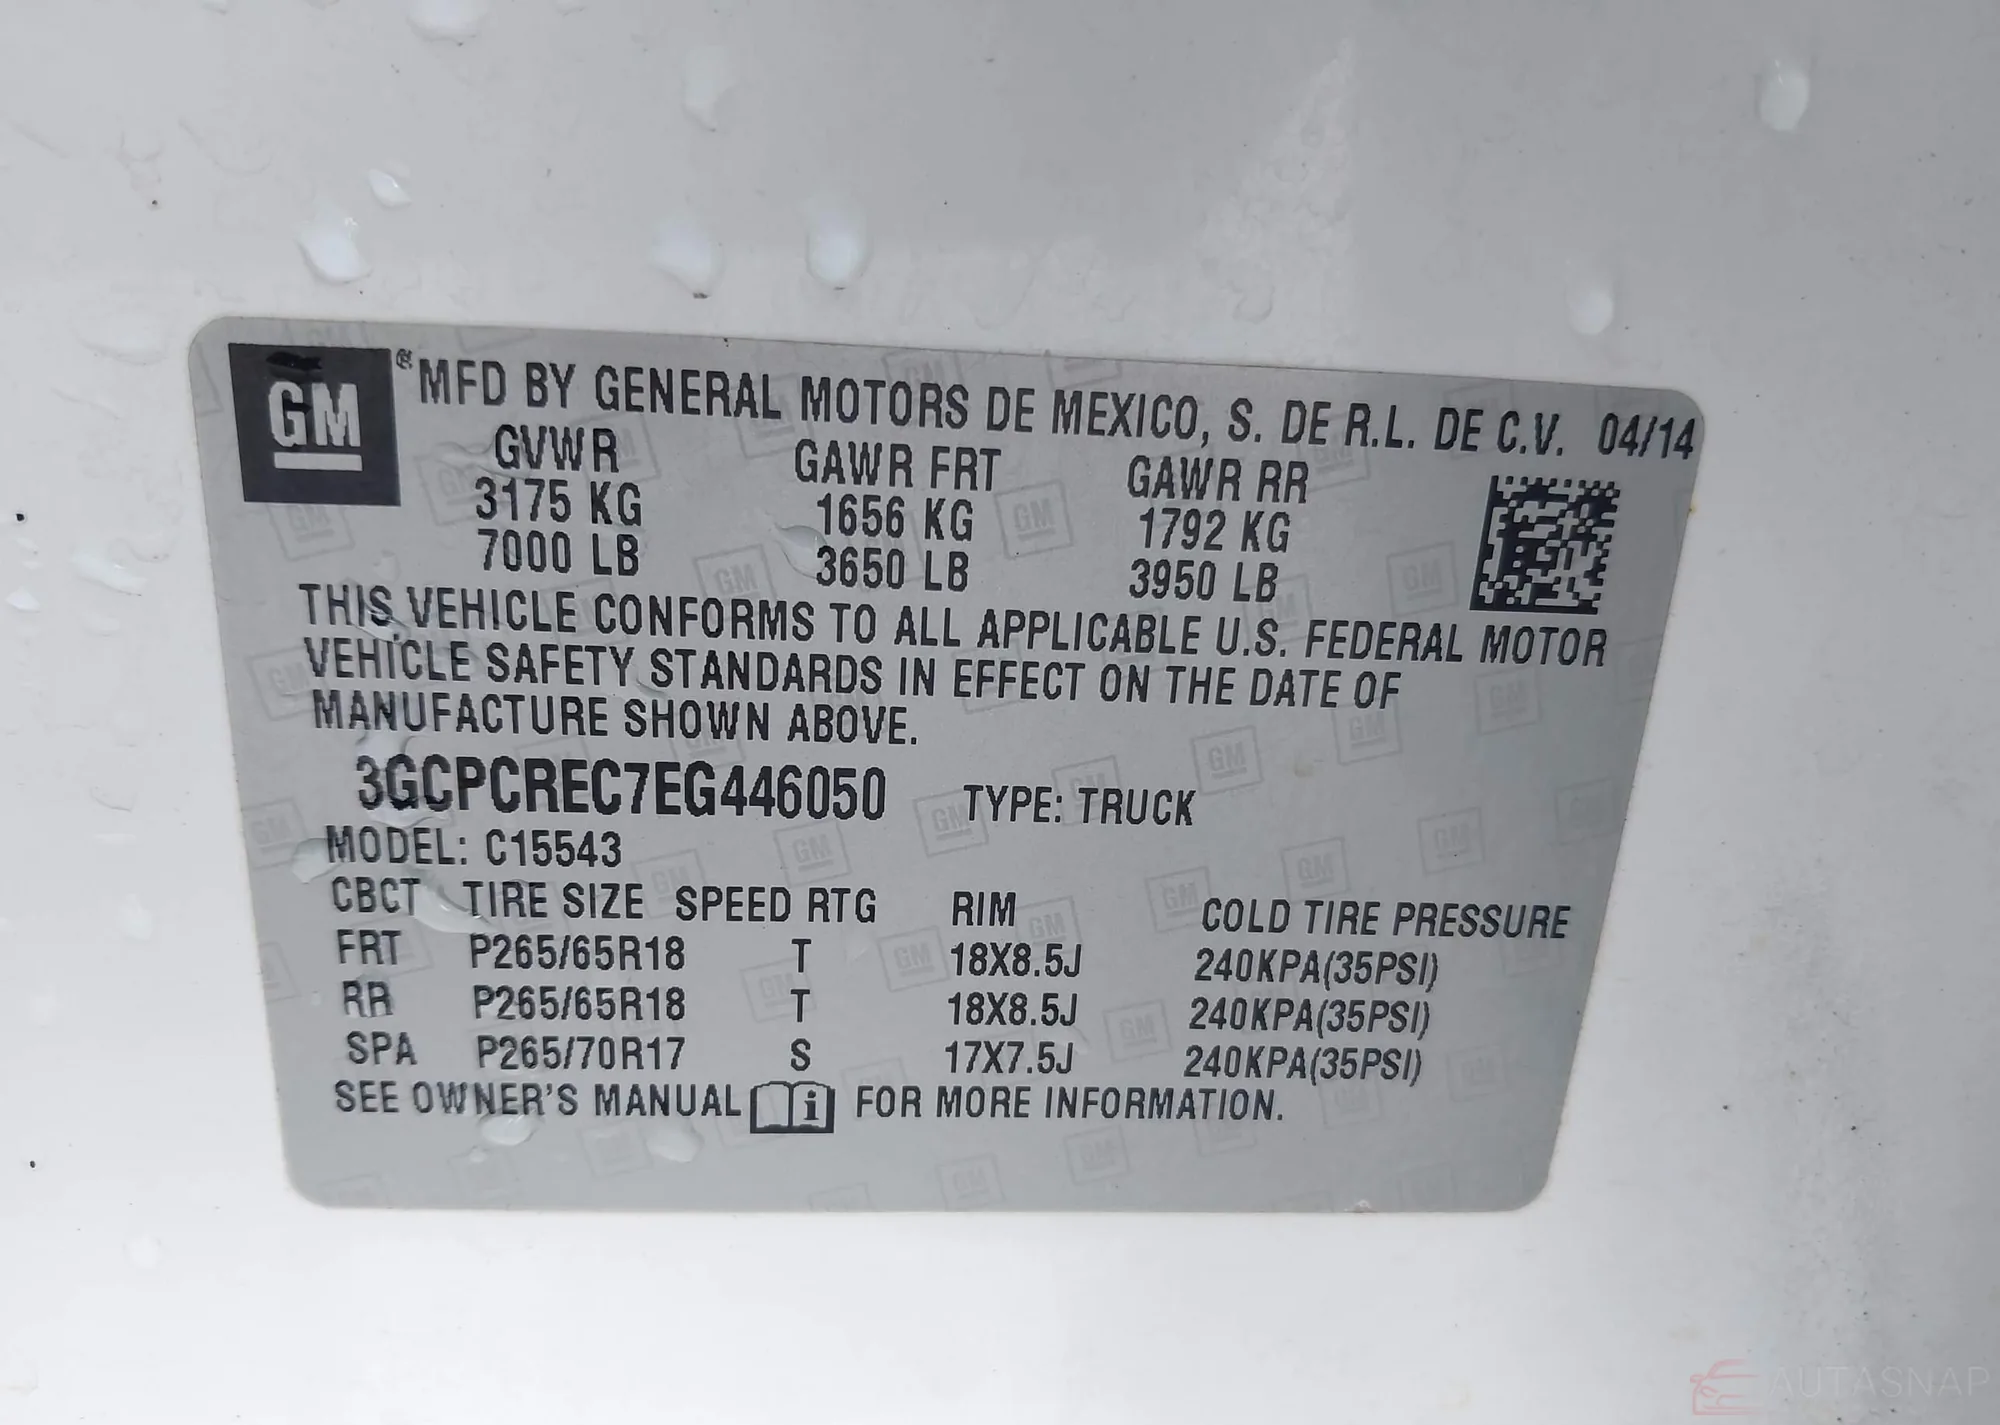 GM ® MFD BY GENERAL MOTORS DE MEXICO, S. DE R.L. DE C.V. 04/14
GVWR GAWR FRT GAWR RR
3175 KG 1656 KG 1792 KG
7000 LB 3650 LB 3950 LB
THIS VEHICLE CONFORMS TO ALL APPLICABLE U.S. FEDERAL MOTOR
VEHICLE SAFETY STANDARDS IN EFFECT ON THE DATE OF
MANUFACTURE SHOWN ABOVE.
3GCPCREC7EG446050 TYPE: TRUCK
MODEL: C15543
CBCT TIRE SIZE SPEED RTG RIM COLD TIRE PRESSURE
FRT P265/65R18 T 18X8.5J 240KPA(35PSI)
RR P265/65R18 T 18X8.5J 240KPA(35PSI)
SPA P265/70R17 S 17X7.5J 240KPA(35PSI)
SEE OWNER'S MANUAL i FOR MORE INFORMATION.
AUTASNAP